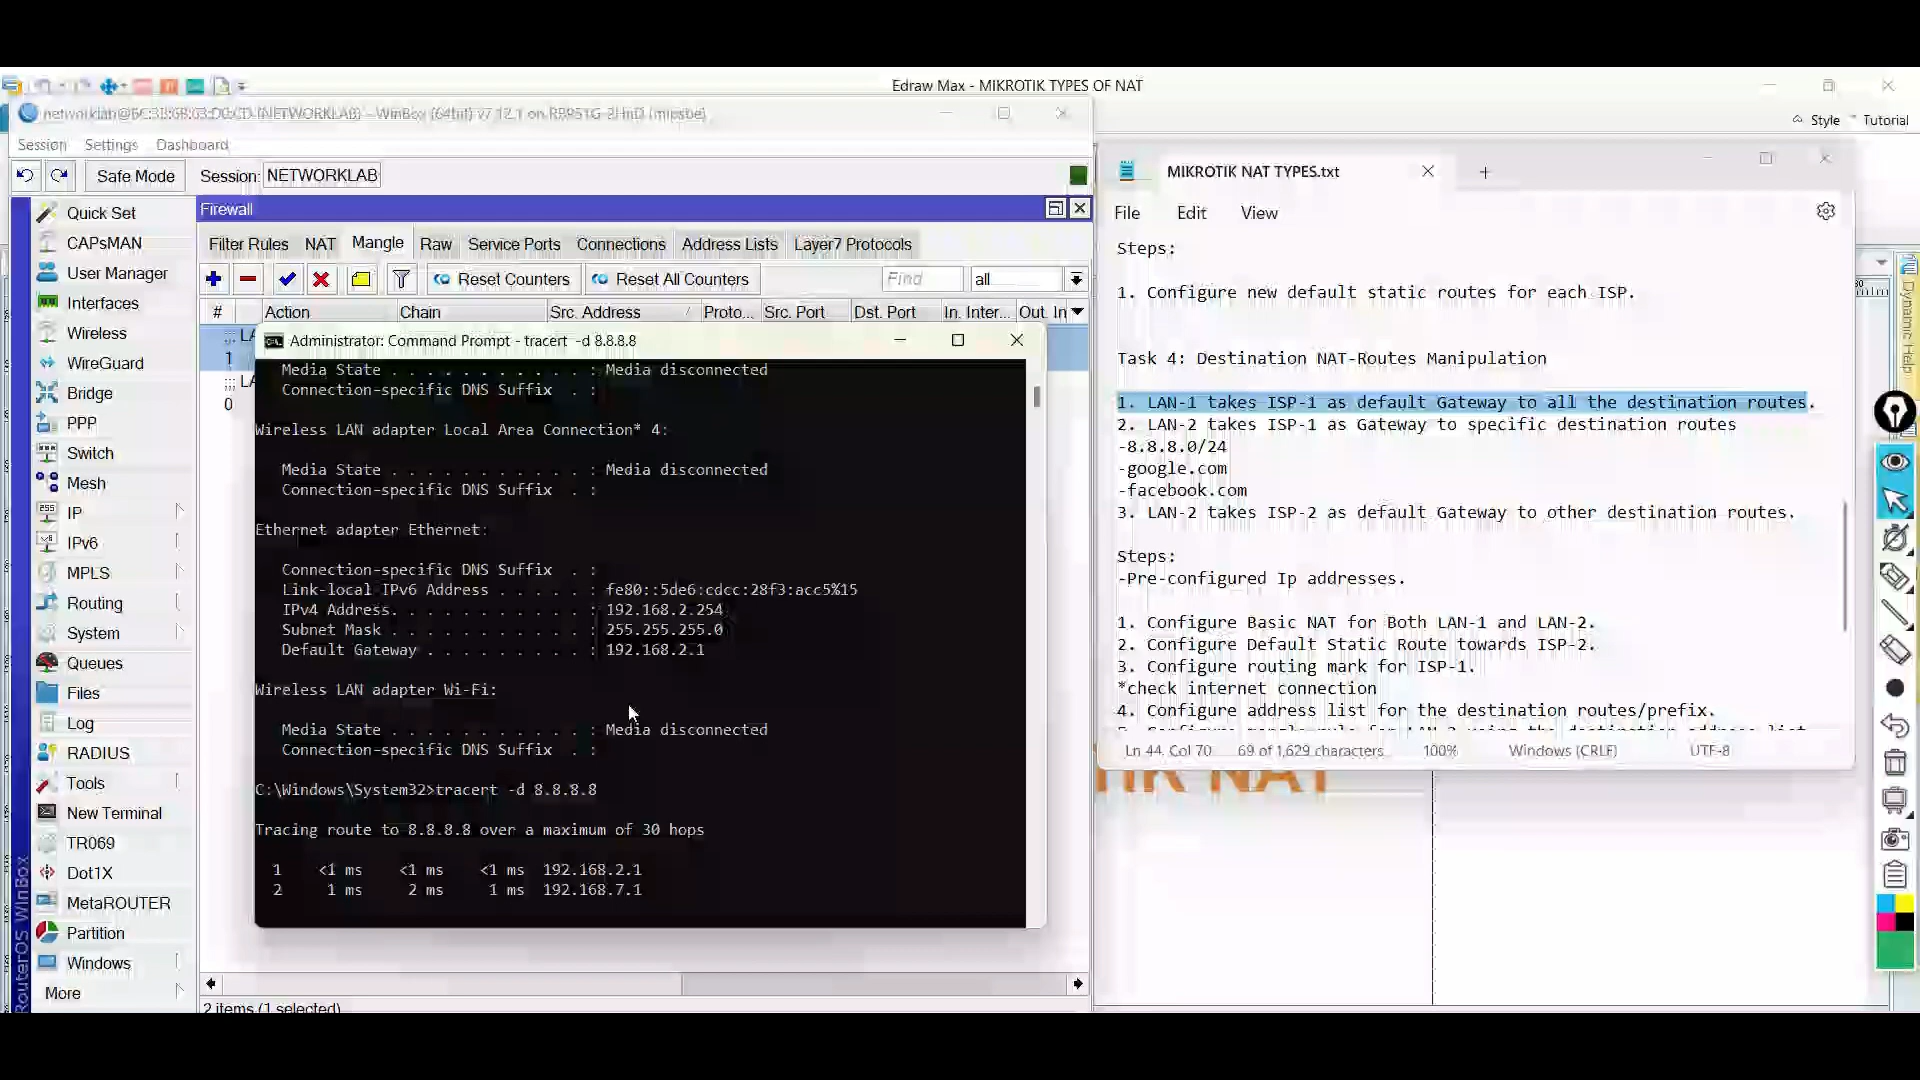 Edraw Max - MIKROTIK TYPES OF NAT
Style
Tutorial
Session Settings Dashboard
Safe Mode
Session: NETWORKLAB
Firewall
Filter Rules NAT Mangle Raw Service Ports Connections Address Lists Layer7 Protocols
Reset Counters
Reset All Counters
Find
all
# Action Chain Src. Address Proto... Src. Port Dst. Port In. Inter... Out. In
::: LA
1
::: LA
0
Quick Set
CAPsMAN
User Manager
Interfaces
Wireless
WireGuard
Bridge
PPP
Switch
Mesh
IP
IPv6
MPLS
Routing
System
Queues
Files
Log
RADIUS
Tools
New Terminal
TR069
Dot1X
MetaROUTER
Partition
Windows
More
RouterOS WinBox
2 items (1 selected)
Administrator: Command Prompt - tracert -d 8.8.8.8
Media State . . . . . . . . . . . : Media disconnected
Connection-specific DNS Suffix . :
Wireless LAN adapter Local Area Connection* 4:
Media State . . . . . . . . . . . : Media disconnected
Connection-specific DNS Suffix . :
Ethernet adapter Ethernet:
Connection-specific DNS Suffix . :
Link-local IPv6 Address . . . . . : fe80::5de6:cdcc:28f3:acc5%15
IPv4 Address. . . . . . . . . . . : 192.168.2.254
Subnet Mask . . . . . . . . . . . : 255.255.255.0
Default Gateway . . . . . . . . . : 192.168.2.1
Wireless LAN adapter Wi-Fi:
Media State . . . . . . . . . . . : Media disconnected
Connection-specific DNS Suffix . :
C:\Windows\System32>tracert -d 8.8.8.8
Tracing route to 8.8.8.8 over a maximum of 30 hops
1 <1 ms <1 ms <1 ms 192.168.2.1
2 1 ms 2 ms 1 ms 192.168.7.1
MIKROTIK NAT TYPES.txt
File Edit View
Steps:
1. Configure new default static routes for each ISP.
Task 4: Destination NAT-Routes Manipulation
1. LAN-1 takes ISP-1 as default Gateway to all the destination routes.
2. LAN-2 takes ISP-1 as Gateway to specific destination routes
-8.8.8.0/24
-google.com
-facebook.com
3. LAN-2 takes ISP-2 as default Gateway to other destination routes.
Steps:
-Pre-configured Ip addresses.
1. Configure Basic NAT for Both LAN-1 and LAN-2.
2. Configure Default Static Route towards ISP-2.
3. Configure routing mark for ISP-1.
*check internet connection
4. Configure address list for the destination routes/prefix.
Ln 44, Col 70 69 of 1,629 characters 100% Windows (CRLF) UTF-8
Dynamic Help